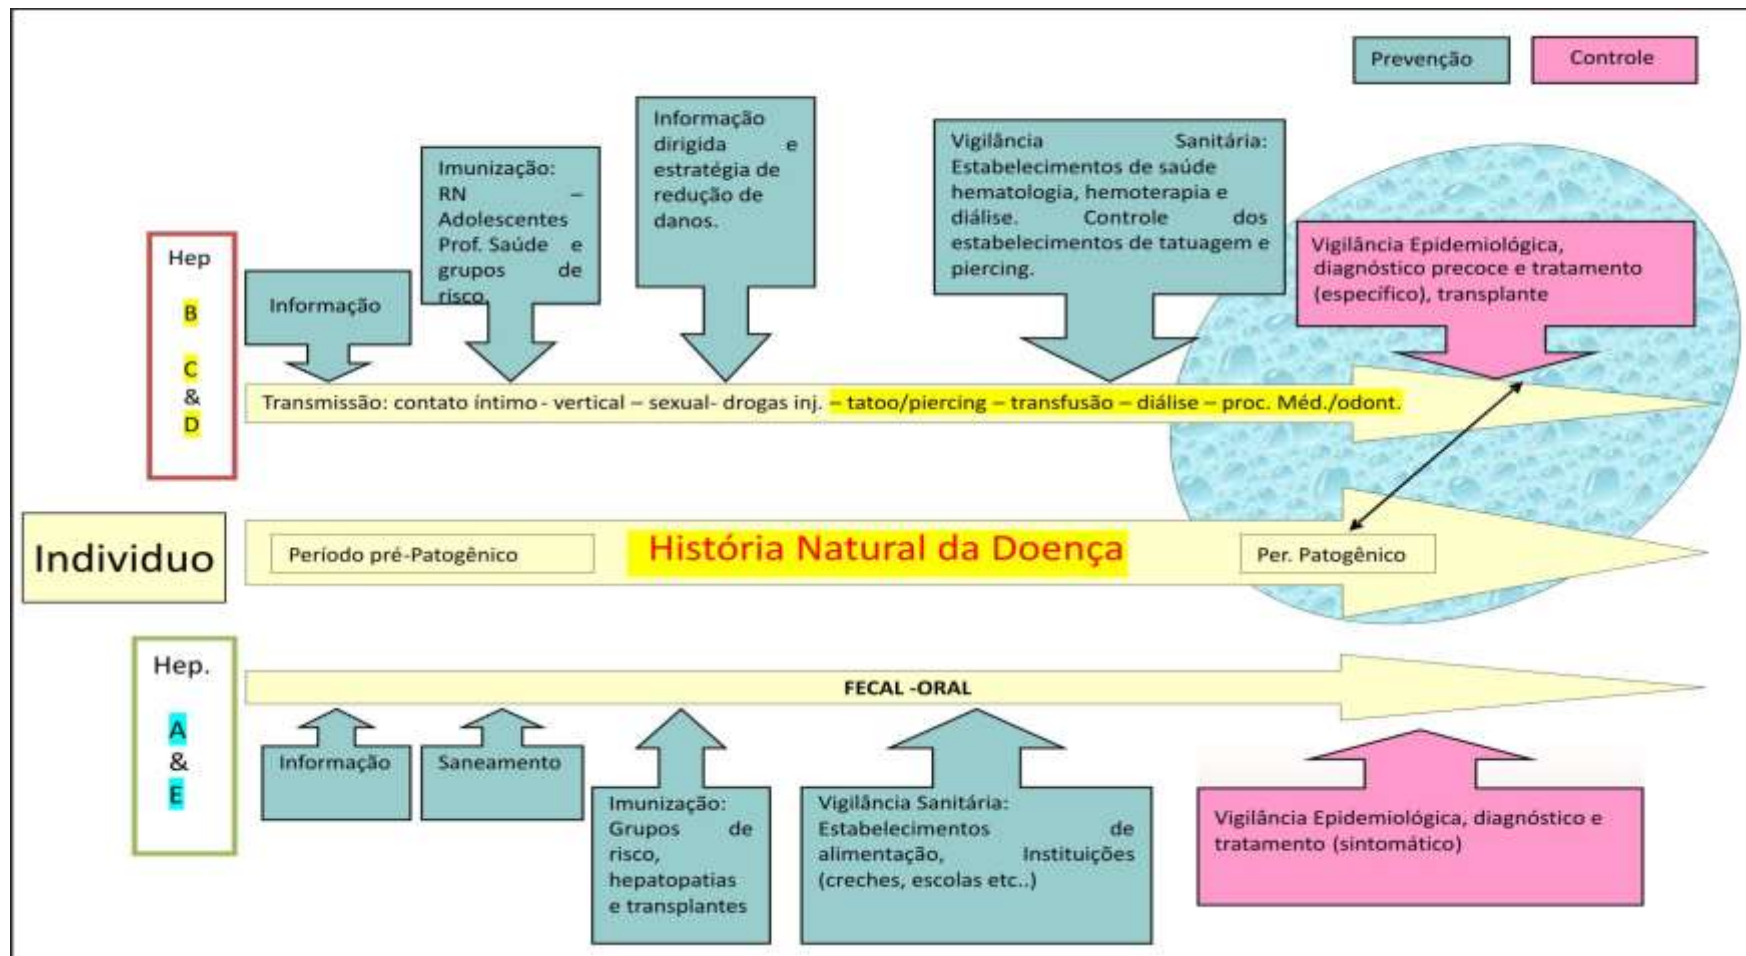 Prevenção
Controle
Informação
Imunização:
RN –
Adolescentes
Prof. Saúde e
grupos de
risco.
Informação
dirigida e
estratégia de
redução de
danos.
Vigilância Sanitária:
Estabelecimentos de saúde
hematologia, hemoterapia e
diálise. Controle dos
estabelecimentos de tatuagem e
piercing.
Vigilância Epidemiológica,
diagnóstico precoce e tratamento
(específico), transplante
Hep
B
C
&
D
Transmissão: contato íntimo - vertical – sexual- drogas inj. – tatoo/piercing – transfusão – diálise – proc. Méd./odont.
Individuo
Período pré-Patogênico
História Natural da Doença
Per. Patogênico
Hep.
A
&
E
FECAL -ORAL
Informação
Saneamento
Imunização:
Grupos de
risco,
hepatopatias
e transplantes
Vigilância Sanitária:
Estabelecimentos de
alimentação, Instituições
(creches, escolas etc..)
Vigilância Epidemiológica, diagnóstico e
tratamento (sintomático)